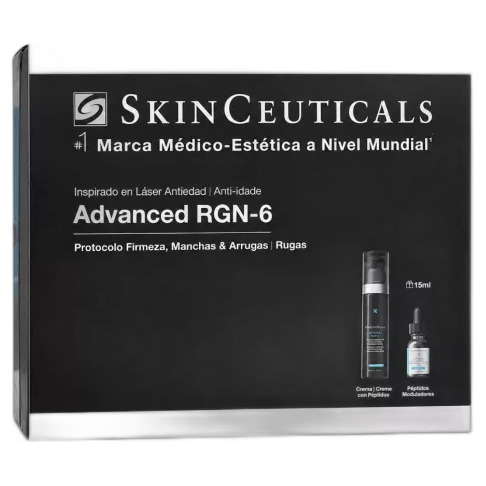 SKINCEUTICALS
#1 Marca Médico-Estética a Nivel Mundial¹
Inspirado en Láser Antiedad | Anti-idade
Advanced RGN-6
Protocolo Firmeza, Manchas & Arrugas | Rugas
15ml
Crema | Creme
con Péptidos
Péptidos
Moduladores